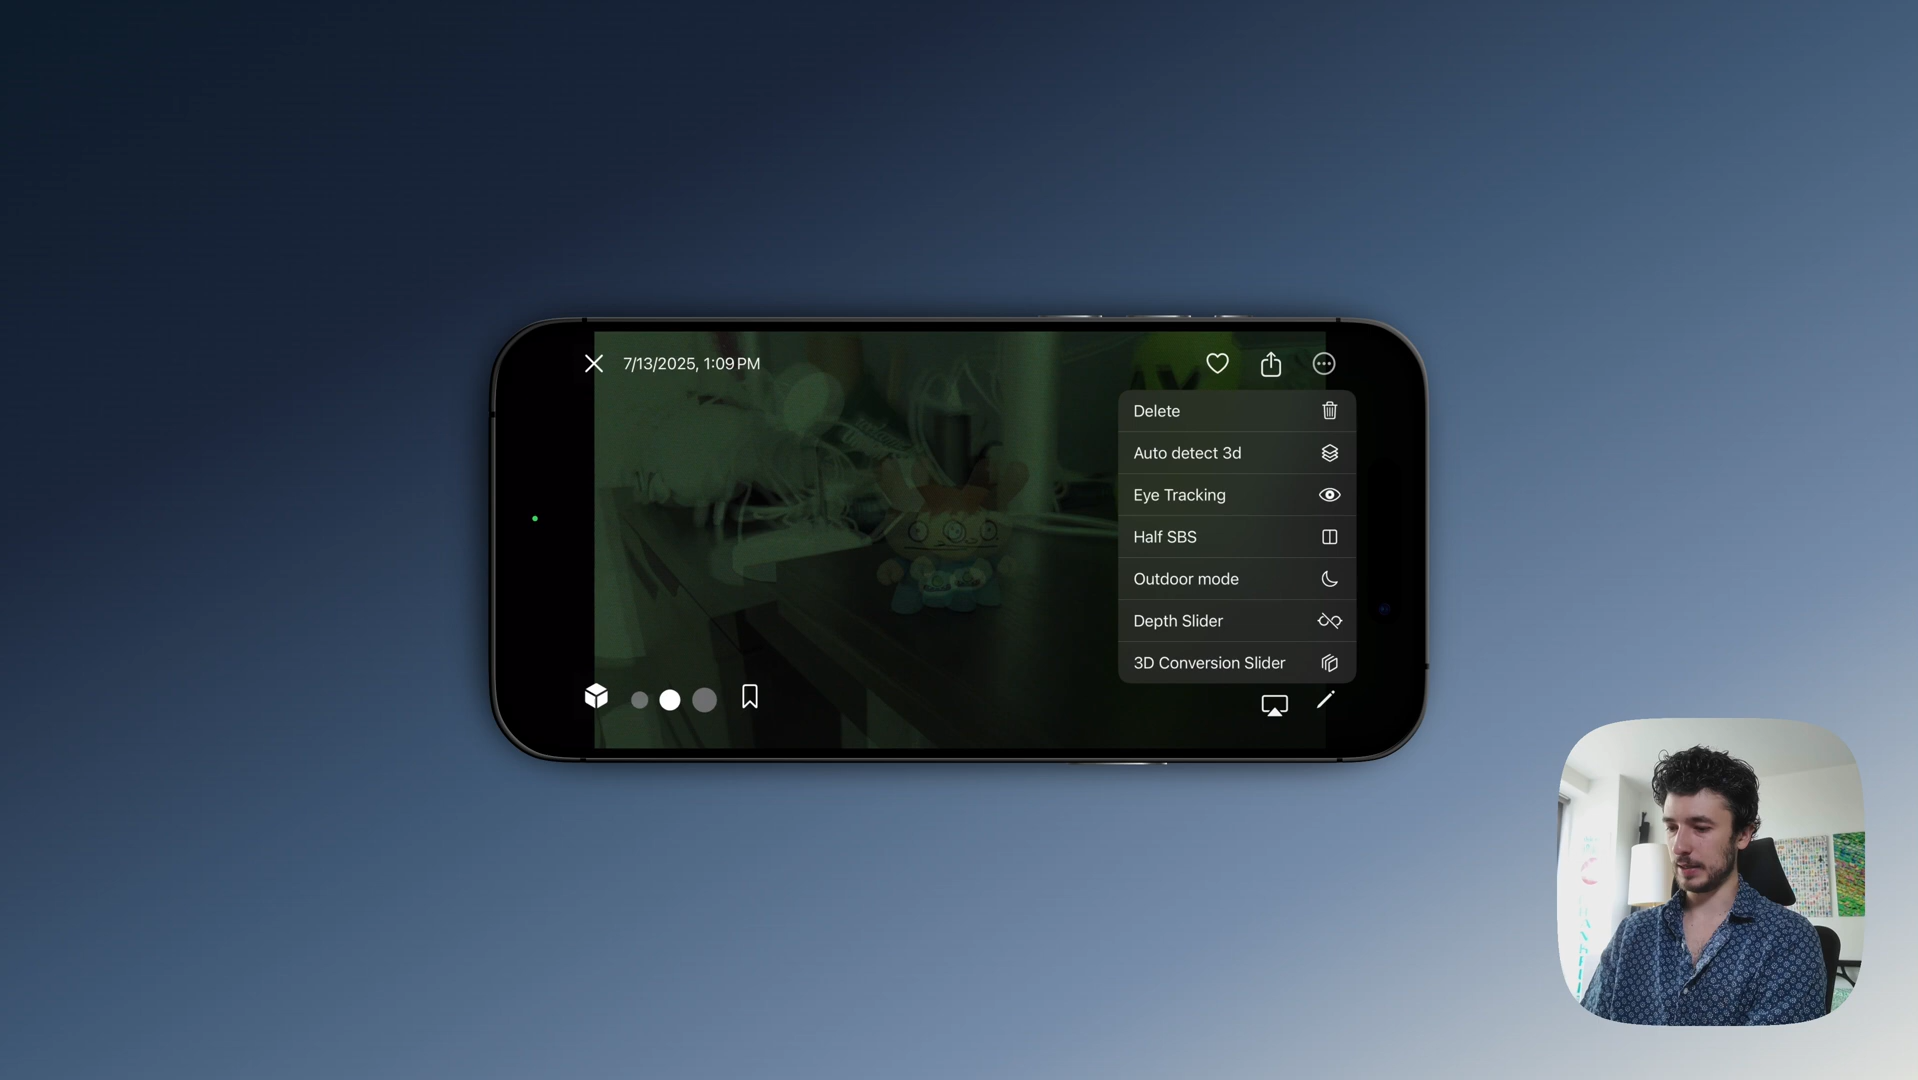 7/13/2025, 1:09 PM
Delete
Auto detect 3d
Eye Tracking
Half SBS
Outdoor mode
Depth Slider
3D Conversion Slider